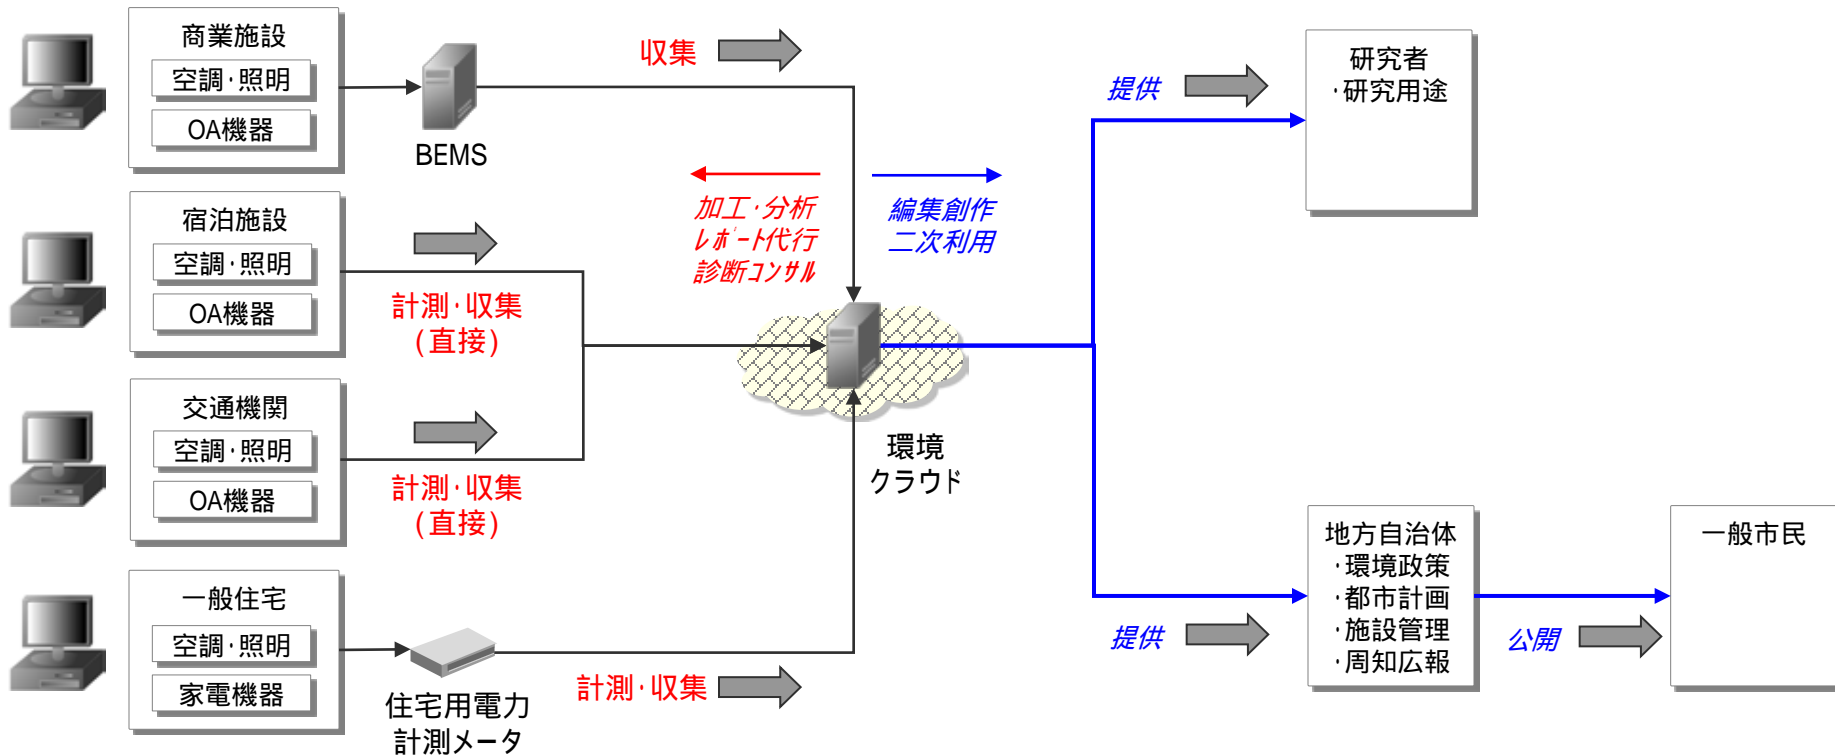 商業施設
空調・照明
OA機器
BEMS
収集
宿泊施設
空調・照明
OA機器
計測・収集
(直接)
交通機関
空調・照明
OA機器
計測・収集
(直接)
一般住宅
空調・照明
家電機器
住宅用電力
計測メータ
計測・収集
加工・分析
ﾚﾎﾟｰﾄ代行
診断ｺﾝｻﾙ
編集創作
二次利用
環境
クラウド
提供
研究者
・研究用途
提供
地方自治体
・環境政策
・都市計画
・施設管理
・周知広報
公開
一般市民